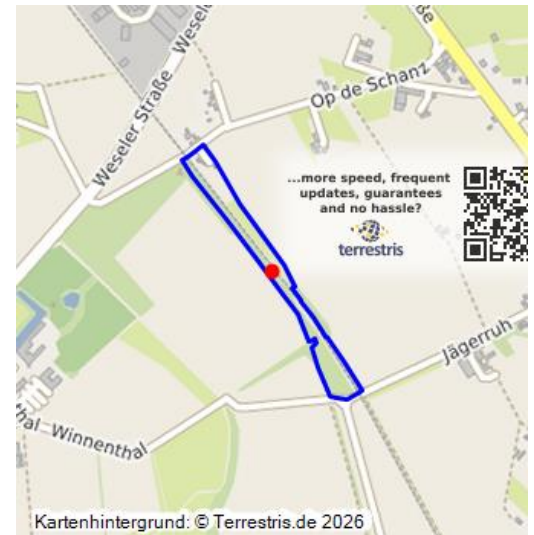 Weseler Straße
Wesel
aße
Op de Schanz
...more speed, frequent
updates, guarantees
and no hassle?
terrestris
Jägerruh
thal-Winnenthal
Kartenhintergrund: © Terrestris.de 2026